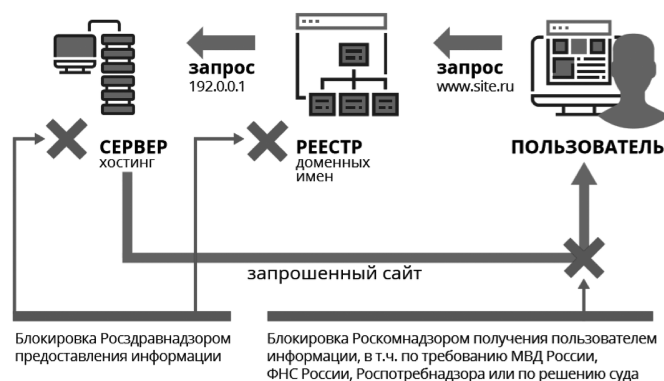 запрос
192.0.0.1
запрос
www.site.ru
СЕРВЕР
хостинг
РЕЕСТР
доменных
имен
ПОЛЬЗОВАТЕЛЬ
запрошенный сайт
Блокировка Росздравнадзором
предоставления информации
Блокировка Роскомнадзором получения пользователем
информации, в т.ч. по требованию МВД России,
ФНС России, Роспотребнадзора или по решению суда